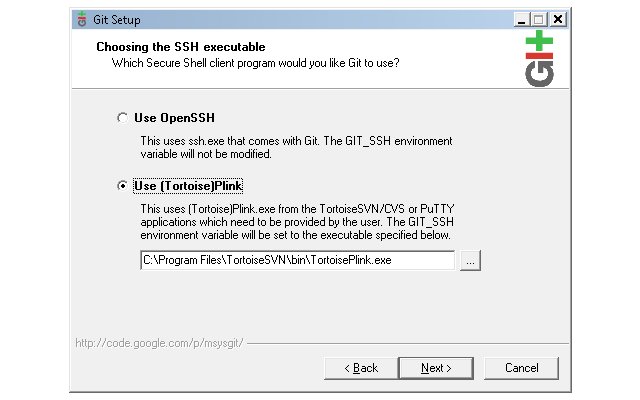 Git Setup
Choosing the SSH executable
Which Secure Shell client program would you like Git to use?
GIT
Use OpenSSH
This uses ssh.exe that comes with Git. The GIT_SSH environment
variable will not be modified.
Use (Tortoise)Plink
This uses (Tortoise)Plink.exe from the TortoiseSVN/CVS or PuTTY
applications which need to be provided by the user. The GIT_SSH
environment variable will be set to the executable specified below.
C:\Program Files\TortoiseSVN\bin\TortoisePlink.exe ...
http://code.google.com/p/msysgit/
< Back Next > Cancel